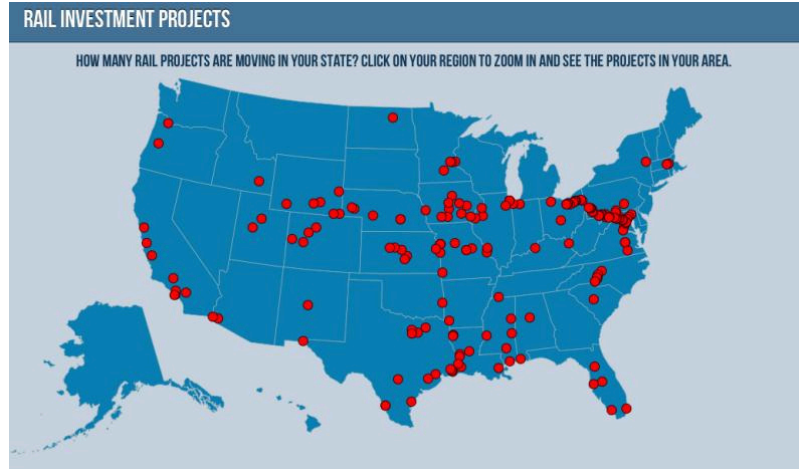 RAIL INVESTMENT PROJECTS
HOW MANY RAIL PROJECTS ARE MOVING IN YOUR STATE? CLICK ON YOUR REGION TO ZOOM IN AND SEE THE PROJECTS IN YOUR AREA.